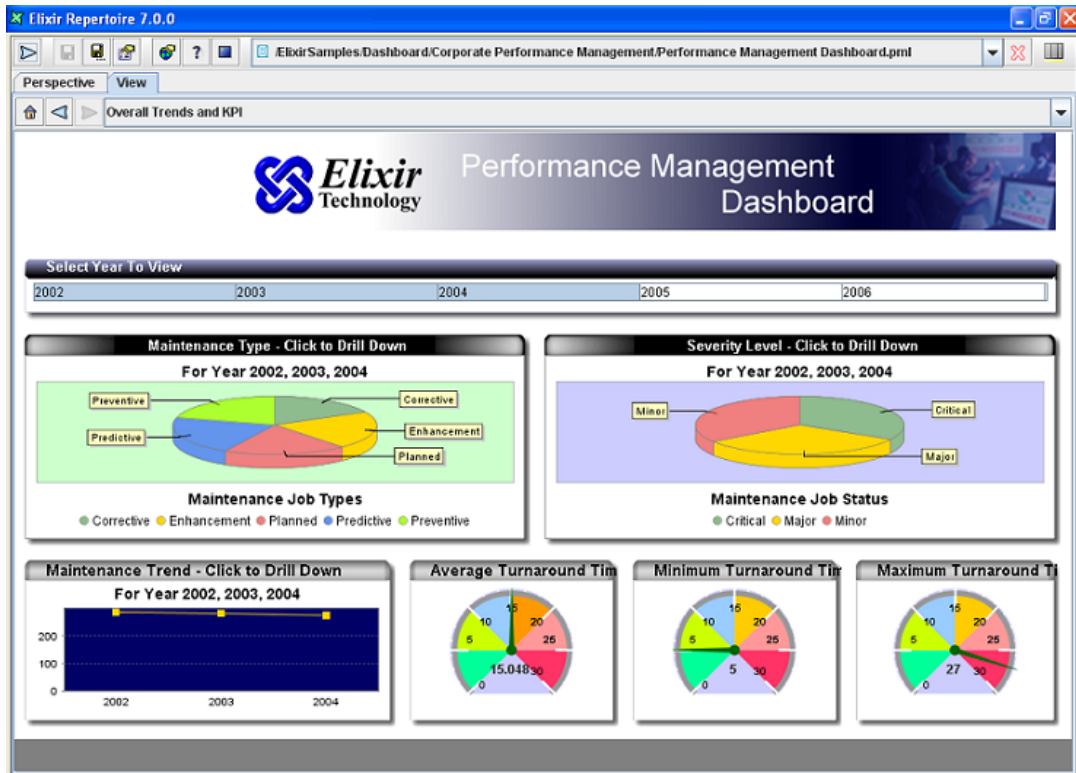 Elixir Repertoire 7.0.0
/ElixirSamples/Dashboard/Corporate Performance Management/Performance Management Dashboard.pml
Perspective View
Overall Trends and KPI
Elixir
Technology
Performance Management
Dashboard
Select Year To View
2002 2003 2004 2005 2006
Maintenance Type - Click to Drill Down
For Year 2002, 2003, 2004
Preventive
Corrective
Predictive
Enhancement
Planned
Maintenance Job Types
Corrective Enhancement Planned Predictive Preventive
Severity Level - Click to Drill Down
For Year 2002, 2003, 2004
Minor
Critical
Major
Maintenance Job Status
Critical Major Minor
Maintenance Trend - Click to Drill Down
For Year 2002, 2003, 2004
200
100
0
2002 2003 2004
Average Turnaround Tim
15
10 20
5 25
15.048 30
0
Minimum Turnaround Tir
15
10 20
5 25
5 30
0
Maximum Turnaround Ti
15
10 20
5 25
27 30
0